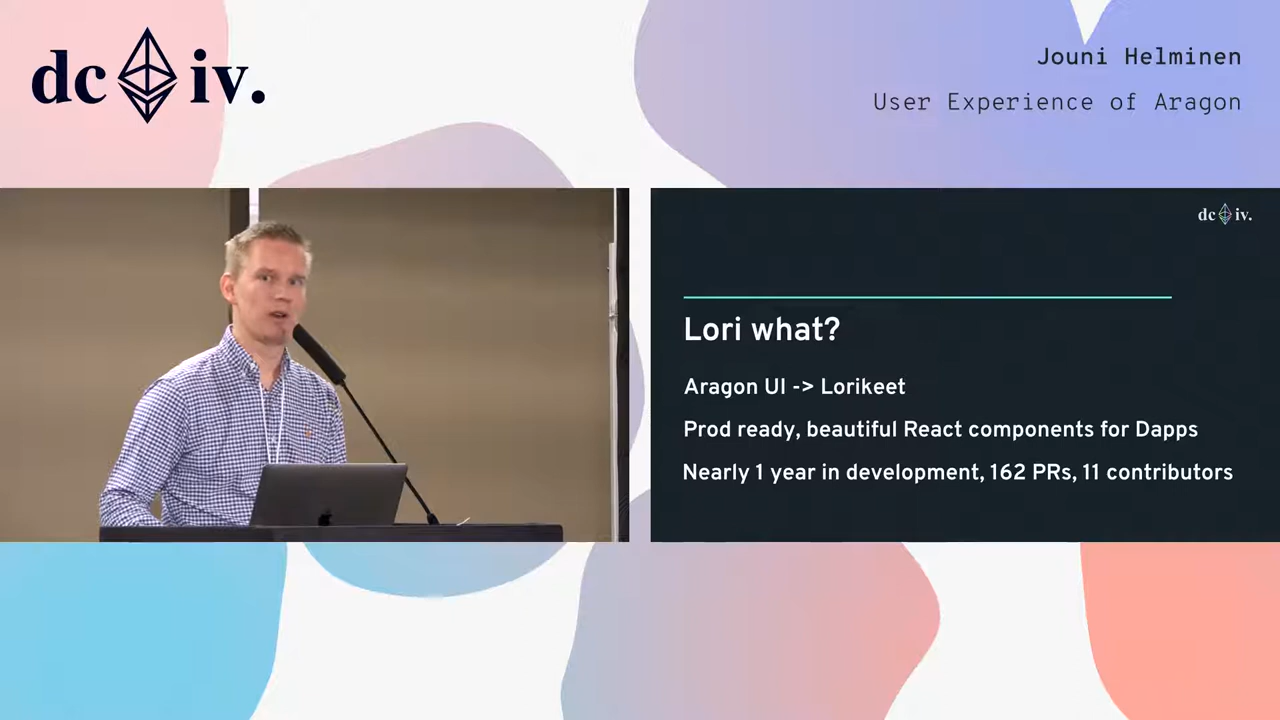 dc iv.
Jouni Helminen
User Experience of Aragon
dc iv.
Lori what?
Aragon UI -> Lorikeet
Prod ready, beautiful React components for Dapps
Nearly 1 year in development, 162 PRs, 11 contributors